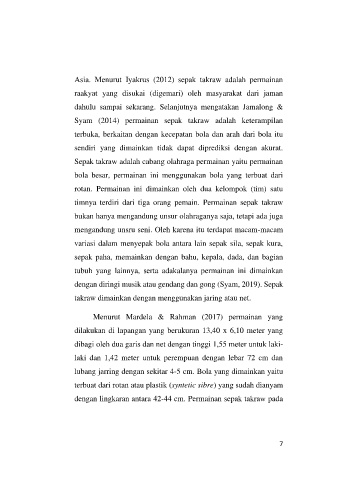 Asia. Menurut Iyakrus (2012) sepak takraw adalah permainan
raakyat yang disukai (digemari) oleh masyarakat dari jaman
dahulu sampai sekarang. Selanjutnya mengatakan Jamalong &
Syam (2014) permainan sepak takraw adalah keterampilan
terbuka, berkaitan dengan kecepatan bola dan arah dari bola itu
sendiri yang dimainkan tidak dapat diprediksi dengan akurat.
Sepak takraw adalah cabang olahraga permainan yaitu permainan
bola besar, permainan ini menggunakan bola yang terbuat dari
rotan. Permainan ini dimainkan oleh dua kelompok (tim) satu
timnya terdiri dari tiga orang pemain. Permainan sepak takraw
bukan hanya mengandung unsur olahraganya saja, tetapi ada juga
mengandung unsru seni. Oleh karena itu terdapat macam-macam
variasi dalam menyepak bola antara lain sepak sila, sepak kura,
sepak paha, memainkan dengan bahu, kepala, dada, dan bagian
tubuh yang lainnya, serta adakalanya permainan ini dimainkan
dengan diringi musik atau gendang dan gong (Syam, 2019). Sepak
takraw dimainkan dengan menggunakan jaring atau net.
Menurut Mardela & Rahman (2017) permainan yang
dilakukan di lapangan yang berukuran 13,40 x 6,10 meter yang
dibagi oleh dua garis dan net dengan tinggi 1,55 meter untuk laki-
laki dan 1,42 meter untuk perempuan dengan lebar 72 cm dan
lubang jarring dengan sekitar 4-5 cm. Bola yang dimainkan yaitu
terbuat dari rotan atau plastik (syntetic sibre) yang sudah dianyam
dengan lingkaran antara 42-44 cm. Permainan sepak takraw pada
7